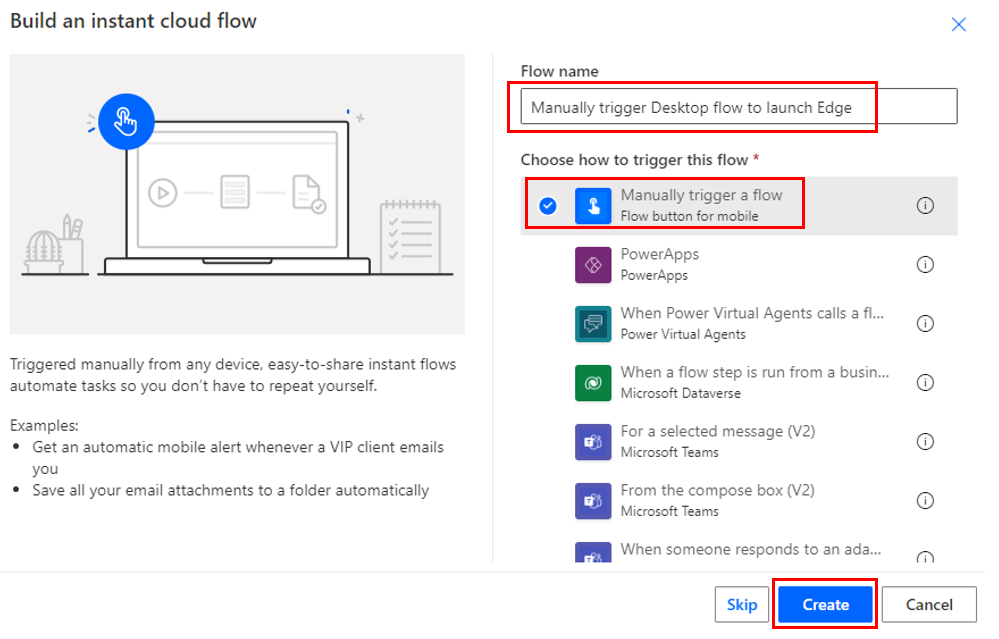 Build an instant cloud flow
Triggered manually from any device, easy-to-share instant flows
automate tasks so you don't have to repeat yourself.
Examples:
• Get an automatic mobile alert whenever a VIP client emails
you
• Save all your email attachments to a folder automatically
Flow name
Manually trigger Desktop flow to launch Edge
Choose how to trigger this flow *
Manually trigger a flow
Flow button for mobile
PowerApps
PowerApps
When Power Virtual Agents calls a fl...
Power Virtual Agents
When a flow step is run from a busin...
Microsoft Dataverse
For a selected message (V2)
Microsoft Teams
From the compose box (V2)
Microsoft Teams
When someone responds to an ada...
Skip
Create
Cancel